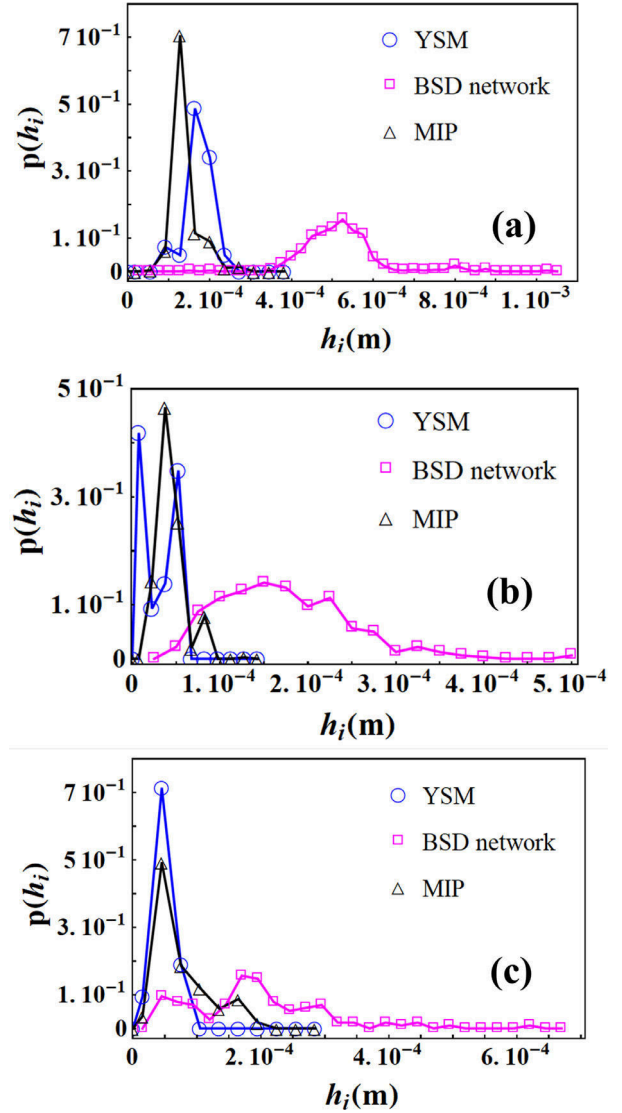 7 10⁻¹
YSM
5 10⁻¹
BSD network
MIP
p(hᵢ)
3 10⁻¹
(a)
1 10⁻¹
0
0 2. 10⁻⁴ 4. 10⁻⁴ 6. 10⁻⁴ 8. 10⁻⁴ 1. 10⁻³
hᵢ(m)
5 10⁻¹
YSM
BSD network
p(hᵢ)
3 10⁻¹
MIP
(b)
1 10⁻¹
0
0 1. 10⁻⁴ 2. 10⁻⁴ 3. 10⁻⁴ 4. 10⁻⁴ 5. 10⁻⁴
hᵢ(m)
7 10⁻¹
YSM
BSD network
5 10⁻¹
MIP
p(hᵢ)
3 10⁻¹
(c)
1 10⁻¹
0
0 2. 10⁻⁴ 4. 10⁻⁴ 6. 10⁻⁴
hᵢ(m)